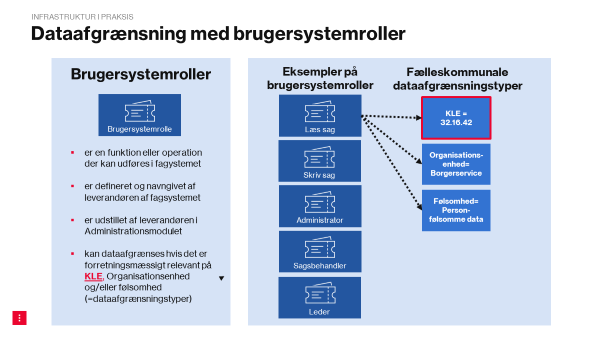 INFRASTRUKTUR I PRAKSIS
Dataafgrænsning med brugersystemroller
Brugersystemroller
Brugersystemrolle
er en funktion eller operation
der kan udføres i fagsystemet
er defineret og navngivet af
leverandøren af fagsystemet
er udstillet af leverandøren i
Administrationsmodulet
kan dataafgrænses hvis det er
forretningsmæssigt relevant på
KLE, Organisationsenhed
og/eller følsomhed
(=dataafgrænsningstyper)
Eksempler på
brugersystemroller
Læs sag
Skriv sag
Administrator
Sagsbehandler
Leder
Fælleskommunale
dataafgrænsningstyper
KLE =
32.16.42
Organisations-
enhed=
Borgerservice
Følsomhed=
Person-
følsomme data